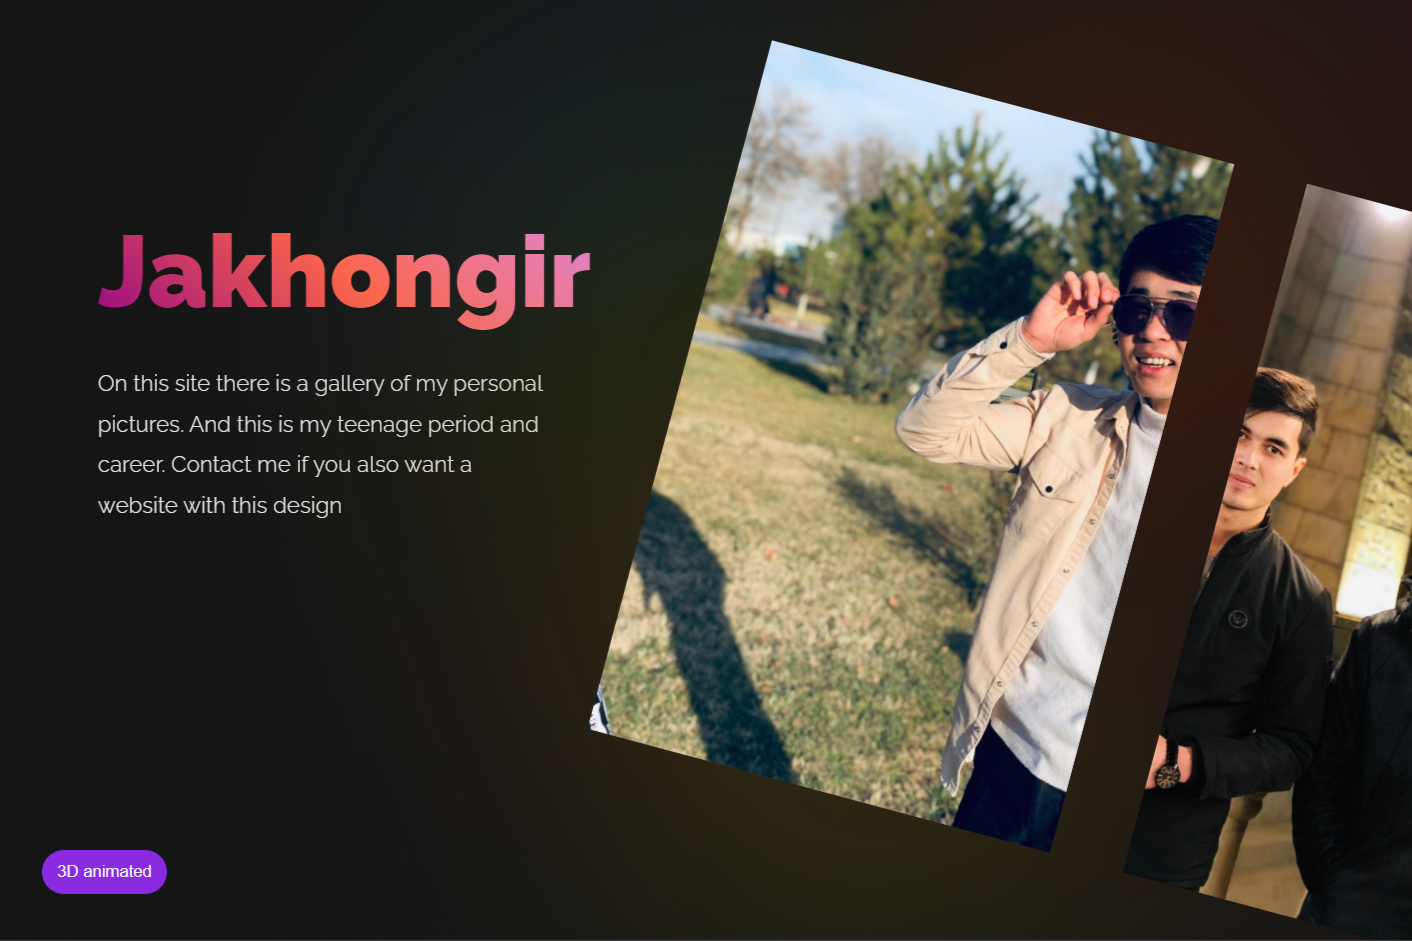 Jakhongir
On this site there is a gallery of my personal
pictures. And this is my teenage period and
career. Contact me if you also want a
website with this design
3D animated